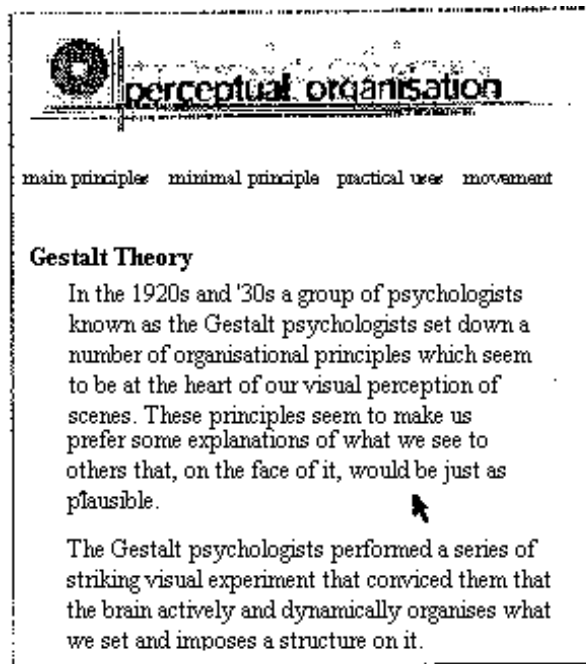 perceptual organisation
main principles minimal principle practical uses movement
Gestalt Theory
In the 1920s and '30s a group of psychologists
known as the Gestalt psychologists set down a
number of organisational principles which seem
to be at the heart of our visual perception of
scenes. These principles seem to make us
prefer some explanations of what we see to
others that, on the face of it, would be just as
plausible.
The Gestalt psychologists performed a series of
striking visual experiment that conviced them that
the brain actively and dynamically organises what
we set and imposes a structure on it.